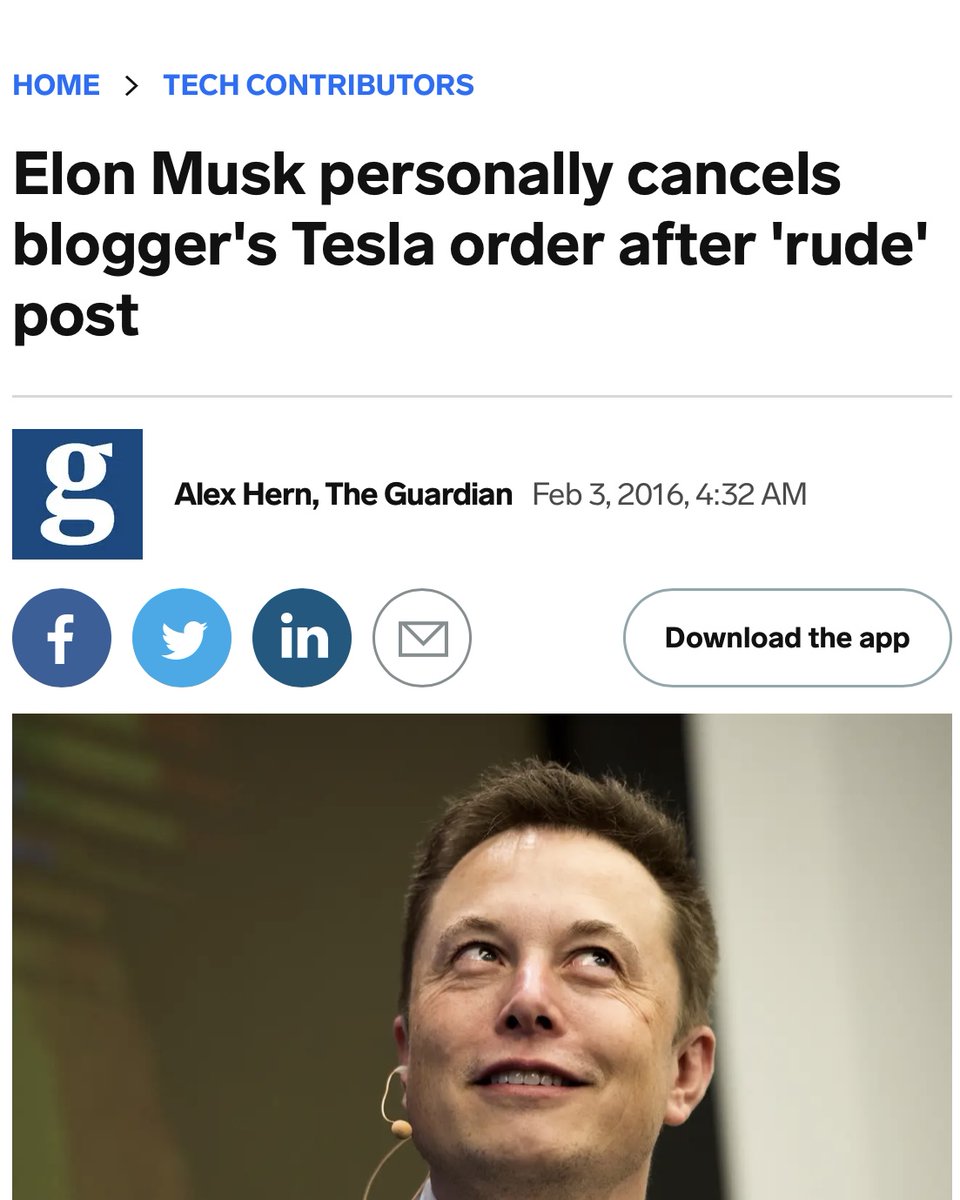 HOME > TECH CONTRIBUTORS
Elon Musk personally cancels
blogger's Tesla order after 'rude'
post
g
Alex Hern, The Guardian Feb 3, 2016, 4:32 AM
f in Download the app